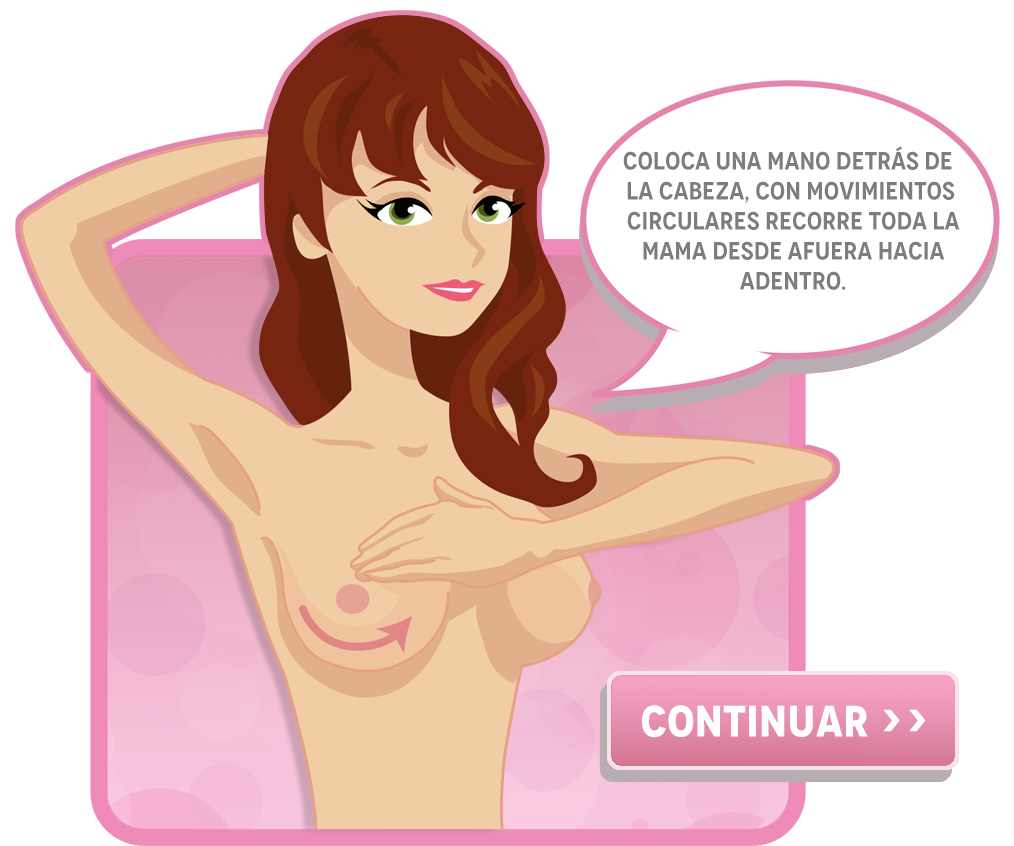 COLOCA UNA MANO DETRÁS DE
LA CABEZA, CON MOVIMIENTOS
CIRCULARES RECORRE TODA LA
MAMA DESDE AFUERA HACIA
ADENTRO.
CONTINUAR >>